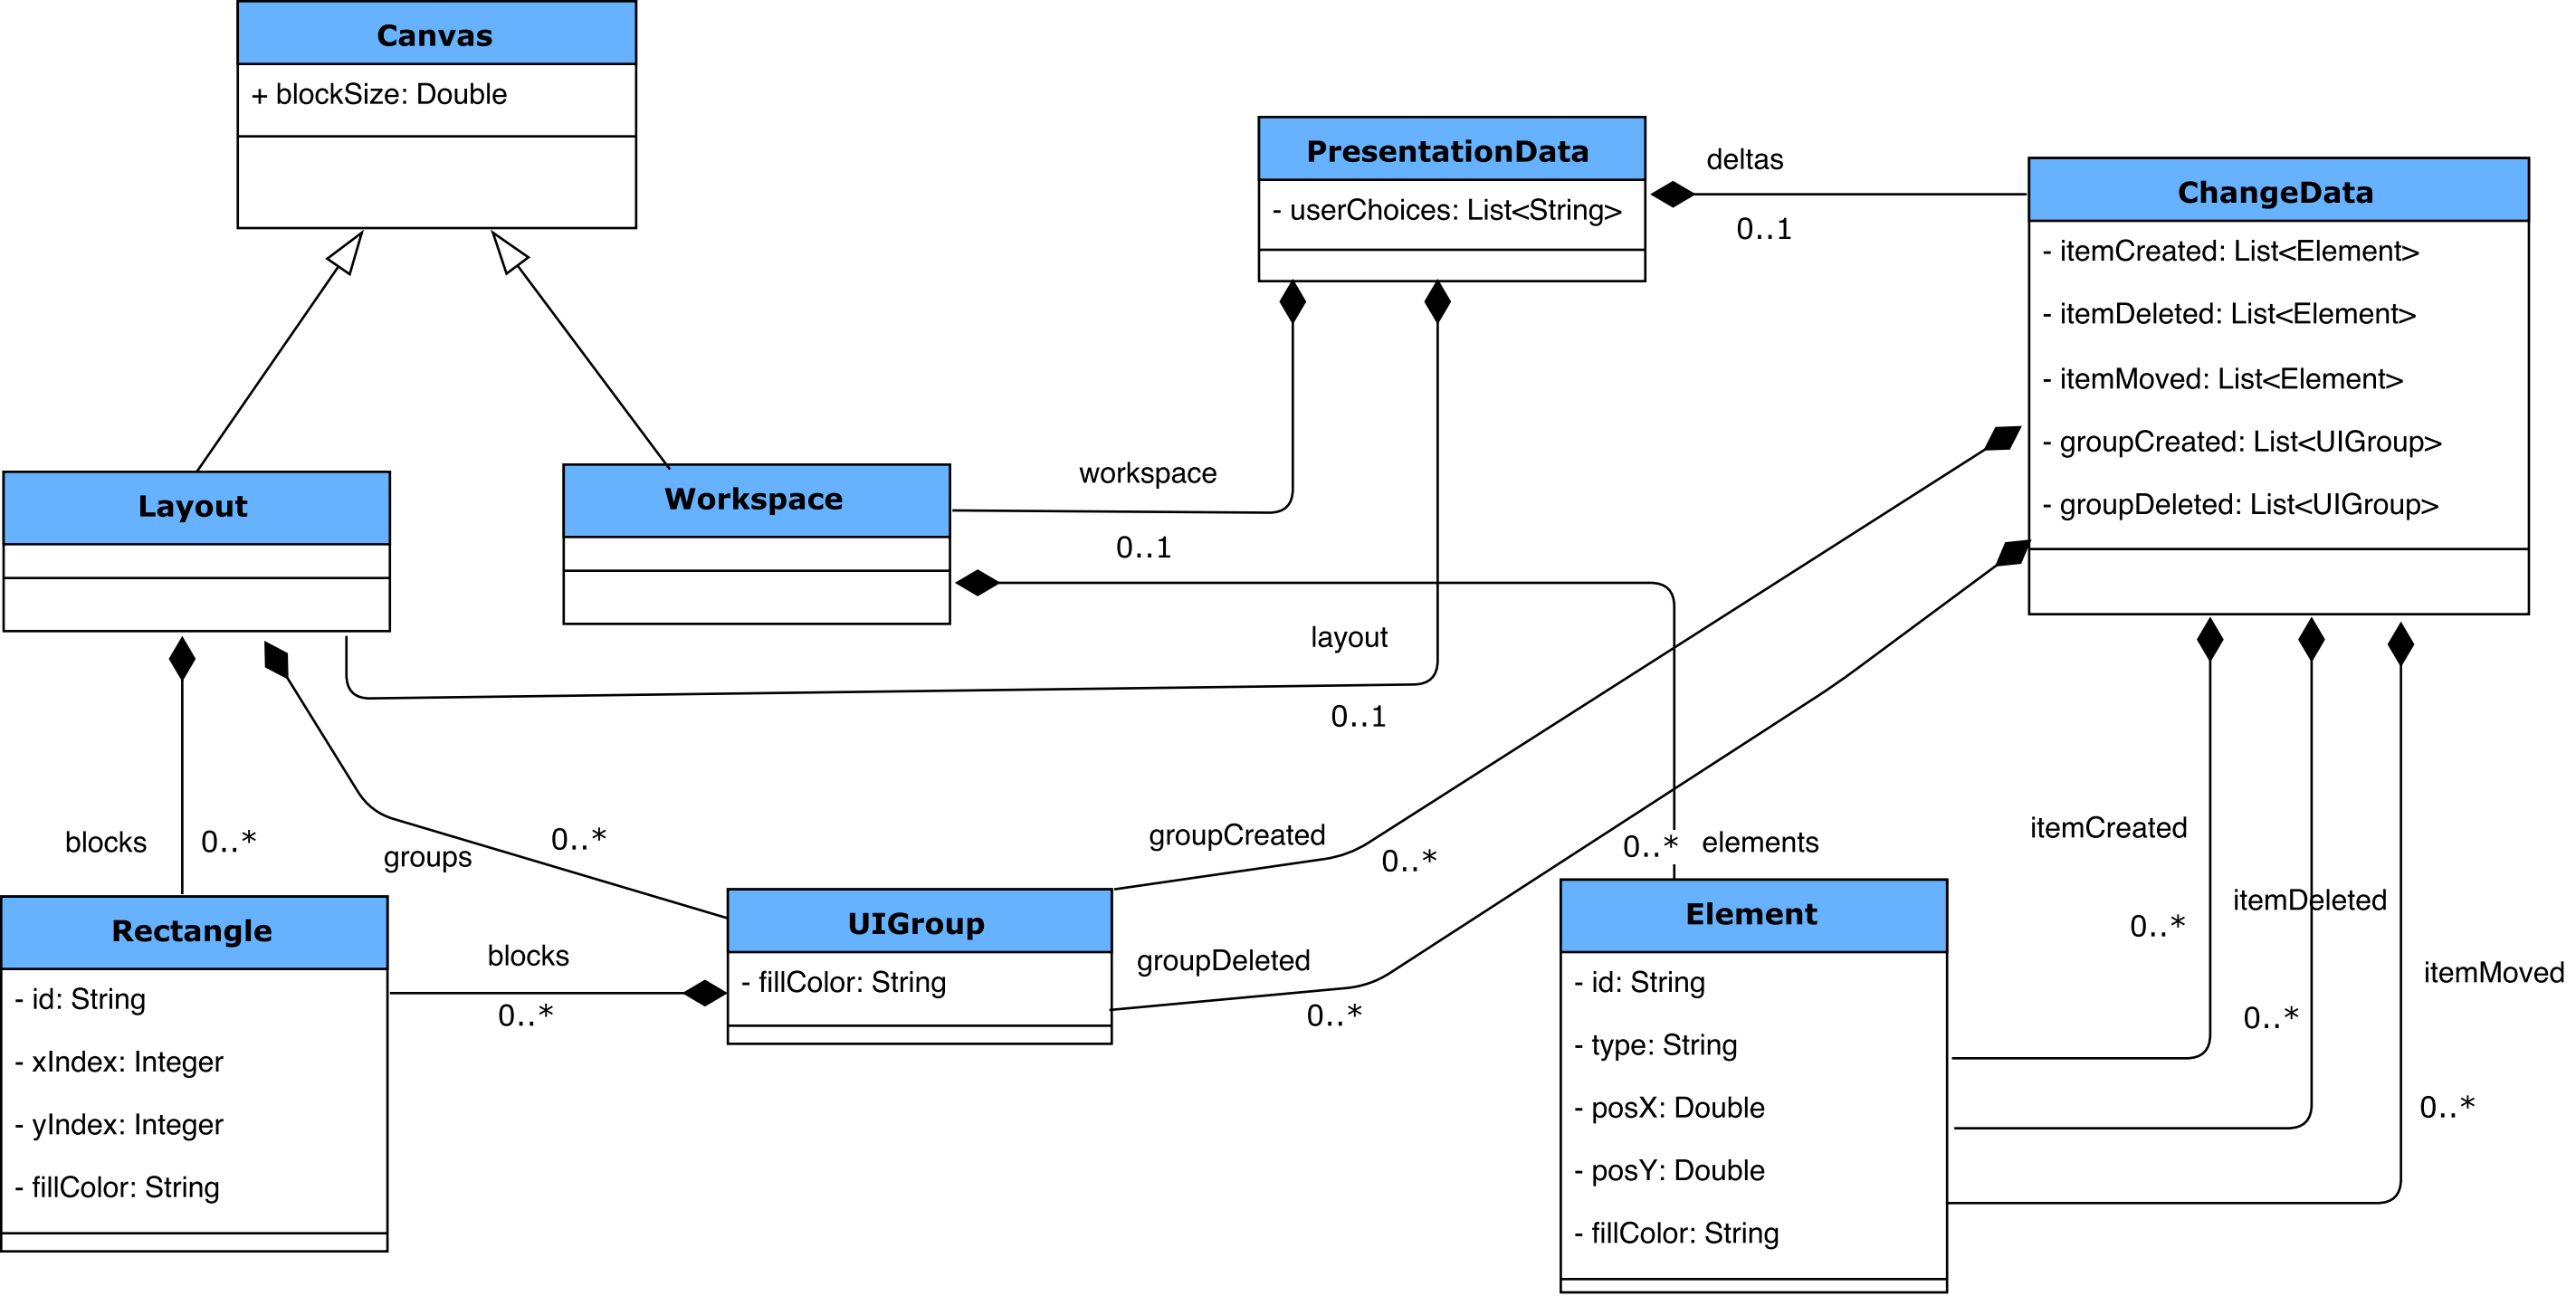 Canvas
+ blockSize: Double
PresentationData
- userChoices: List<String>
deltas
0..1
ChangeData
- itemCreated: List<Element>
- itemDeleted: List<Element>
- itemMoved: List<Element>
- groupCreated: List<UIGroup>
- groupDeleted: List<UIGroup>
Layout
Workspace
workspace
0..1
layout
0..1
blocks
0..*
groups
0..*
groupCreated
0..*
0..*
elements
itemCreated
0..*
itemDeleted
0..*
itemMoved
0..*
Rectangle
- id: String
- xIndex: Integer
- yIndex: Integer
- fillColor: String
blocks
0..*
UIGroup
- fillColor: String
groupDeleted
0..*
Element
- id: String
- type: String
- posX: Double
- posY: Double
- fillColor: String